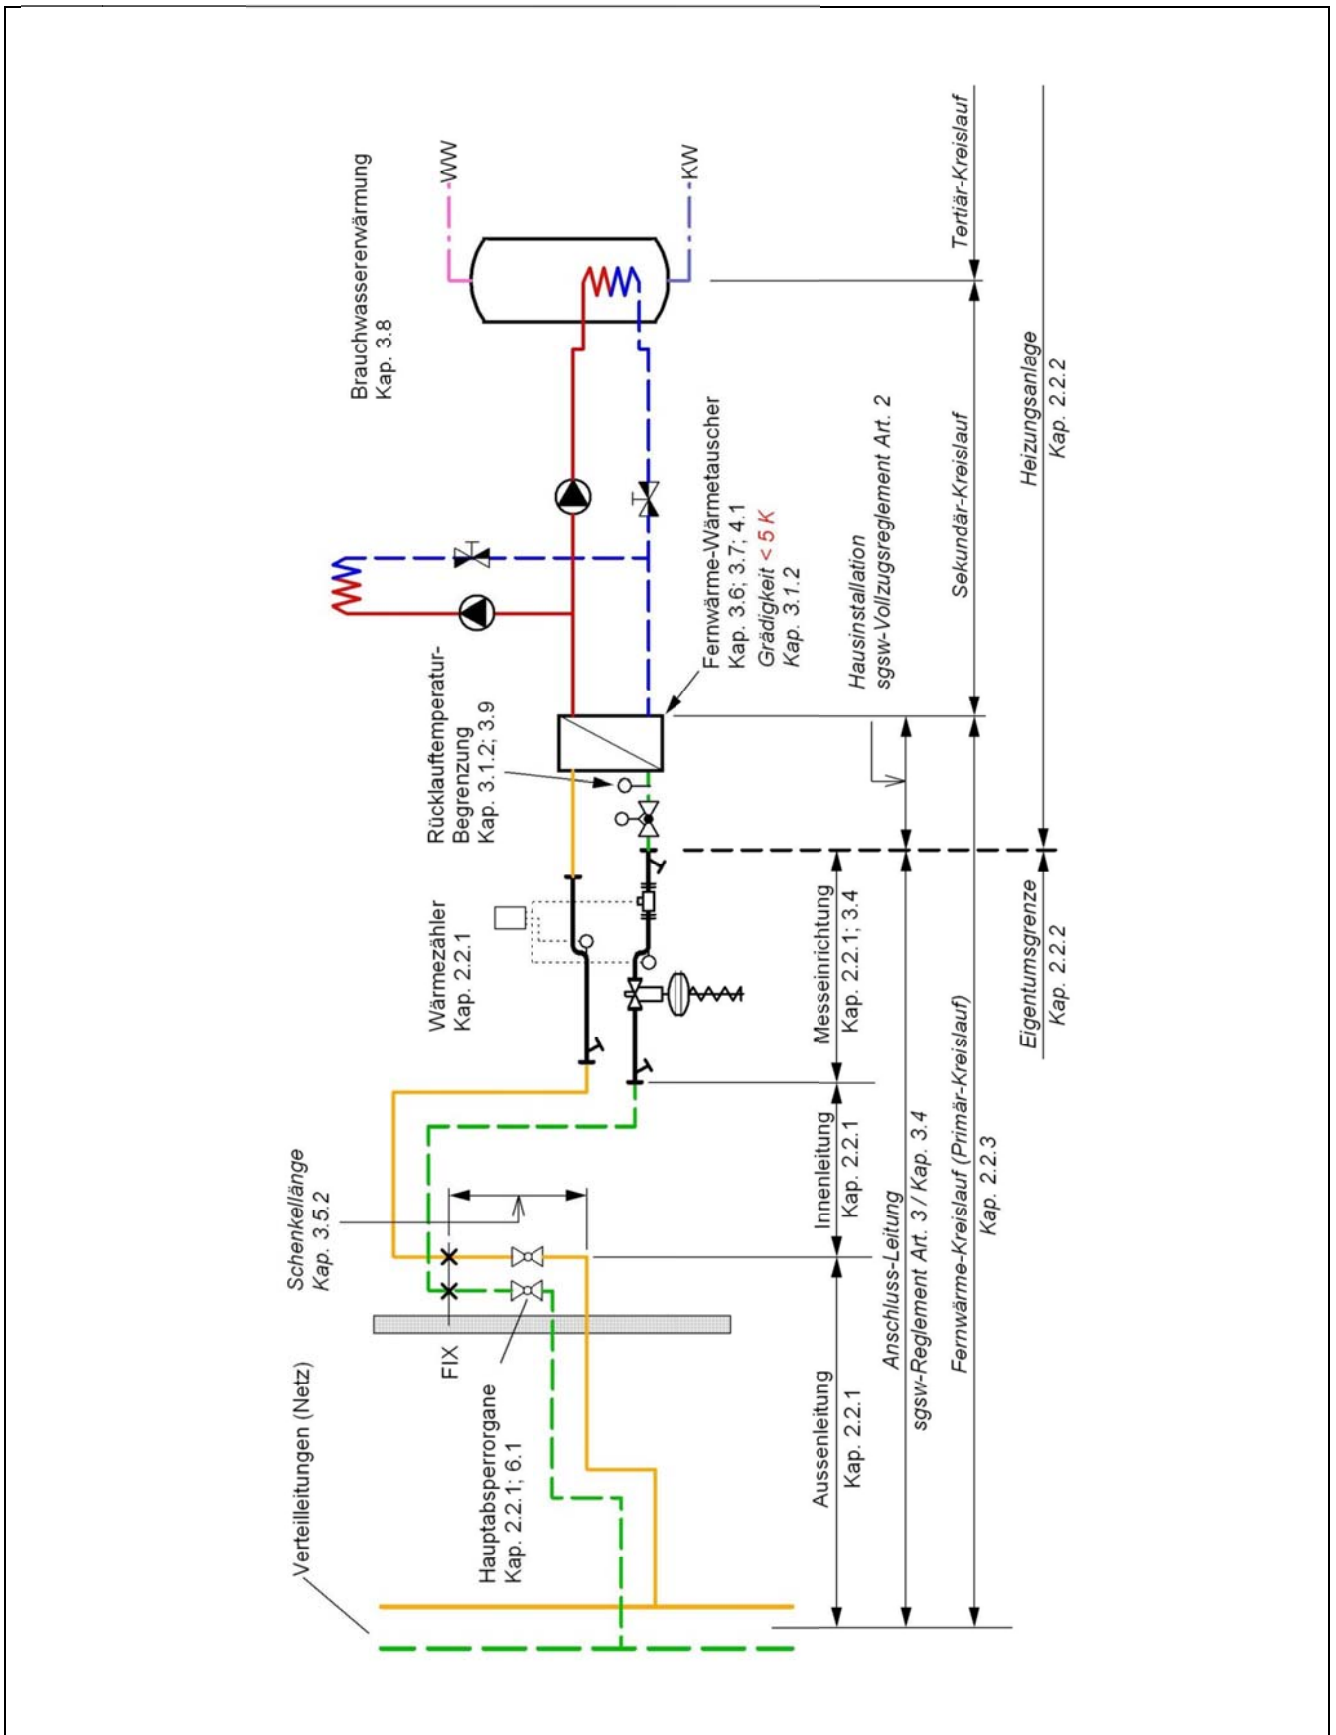 Verteilleitungen (Netz)
Schenkellänge
Kap. 3.5.2
FIX
Hauptabsperrorgane
Kap. 2.2.1; 6.1
Wärmezähler
Kap. 2.2.1
Rücklauftemperatur-
Begrenzung
Kap. 3.1.2; 3.9
Brauchwassererwärmung
Kap. 3.8
WW
KW
Fernwärme-Wärmetauscher
Kap. 3.6; 3.7; 4.1
Grädigkeit < 5 K
Kap. 3.1.2
Hausinstallation
sgsw-Vollzugsreglement Art. 2
Aussenleitung
Kap. 2.2.1
Innenleitung
Kap. 2.2.1
Messeinrichtung
Kap. 2.2.1; 3.4
Anschluss-Leitung
sgsw-Reglement Art. 3 / Kap. 3.4
Fernwärme-Kreislauf (Primär-Kreislauf)
Kap. 2.2.3
Sekundär-Kreislauf
Tertiär-Kreislauf
Eigentumsgrenze
Kap. 2.2.2
Heizungsanlage
Kap. 2.2.2